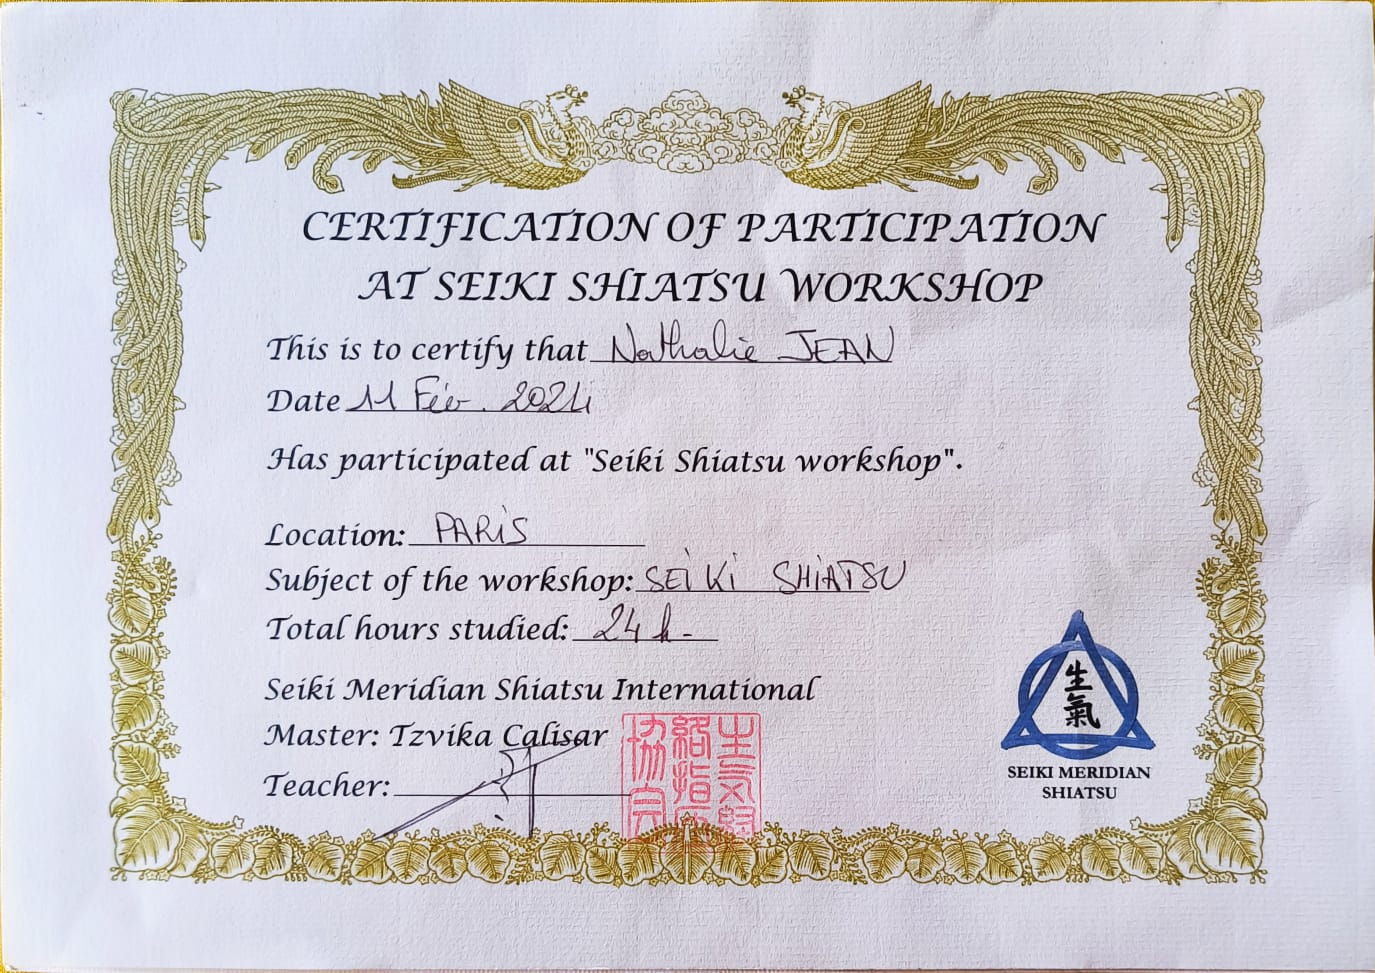 CERTIFICATION OF PARTICIPATION
AT SEIKI SHIATSU WORKSHOP
This is to certify that Nathalie JEAN
Date 11 Fév. 2024
Has participated at "Seiki Shiatsu workshop".
Location: PARIS
Subject of the workshop: SEIKI SHIATSU
Total hours studied: 24 h-
Seiki Meridian Shiatsu International
Master: Tzvika Calisar
Teacher:
生氣
SEIKI MERIDIAN
SHIATSU